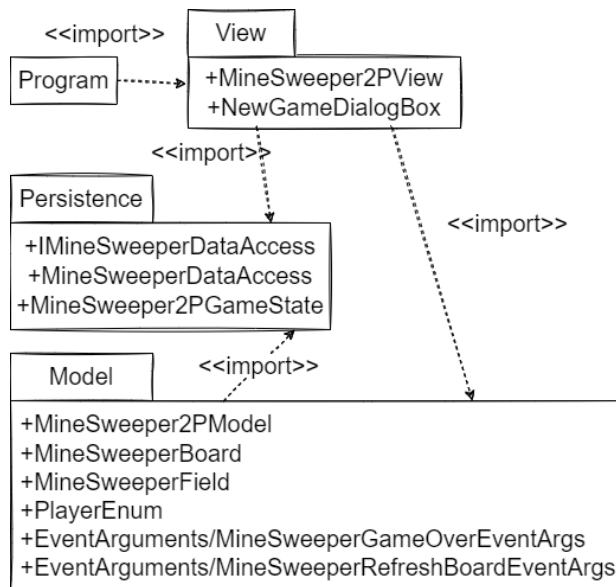 <<import>>
View
Program
+MineSweeper2PView
+NewGameDialogBox
<<import>>
Persistence
+IMineSweeperDataAccess
+MineSweeperDataAccess
+MineSweeper2PGameState
<<import>>
<<import>>
Model
+MineSweeper2PModel
+MineSweeperBoard
+MineSweeperField
+PlayerEnum
+EventArguments/MineSweeperGameOverEventArgs
+EventArguments/MineSweeperRefreshBoardEventArgs